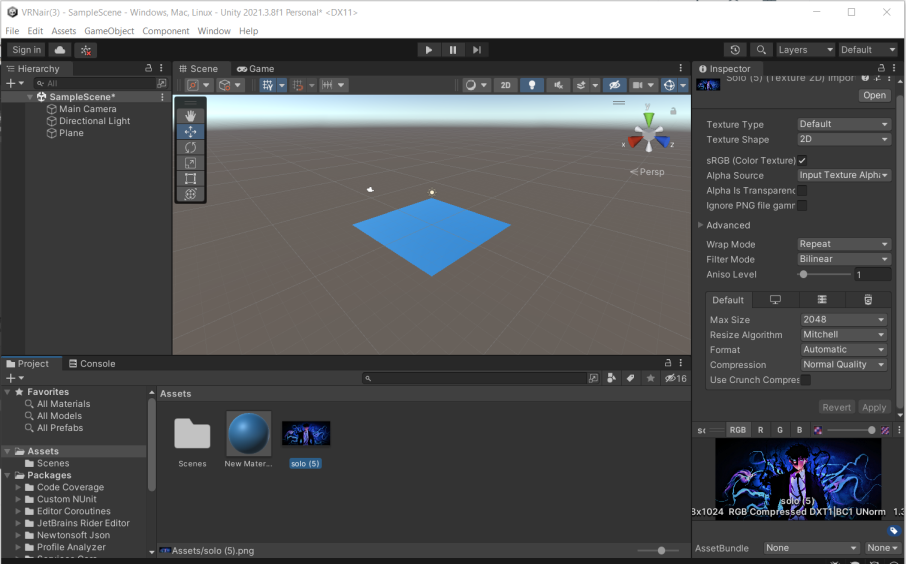 VRNair(3) - SampleScene - Windows, Mac, Linux - Unity 2021.3.8f1 Personal* <DX11>
File Edit Assets GameObject Component Window Help
Sign in
Layers
Default
Hierarchy
All
SampleScene*
Main Camera
Directional Light
Plane
Scene
Game
2D
y
x
z
Persp
Inspector
Solo (5) (Texture 2D) Impor
Open
Texture Type Default
Texture Shape 2D
sRGB (Color Texture)
Alpha Source Input Texture Alpha
Alpha Is Transparenc
Ignore PNG file gamr
Advanced
Wrap Mode Repeat
Filter Mode Bilinear
Aniso Level 1
Default
Max Size 2048
Resize Algorithm Mitchell
Format Automatic
Compression Normal Quality
Use Crunch Compres
Revert Apply
Project
Console
16
Favorites
All Materials
All Models
All Prefabs
Assets
Scenes
Packages
Code Coverage
Custom NUnit
Editor Coroutines
JetBrains Rider Editor
Newtonsoft Json
Profile Analyzer
Assets
Scenes
New Mater...
solo (5)
Assets/solo (5).png
RGB R G B
solo (5)
8x1024 RGB Compressed DXT1|BC1 UNorm 1.3
AssetBundle None None